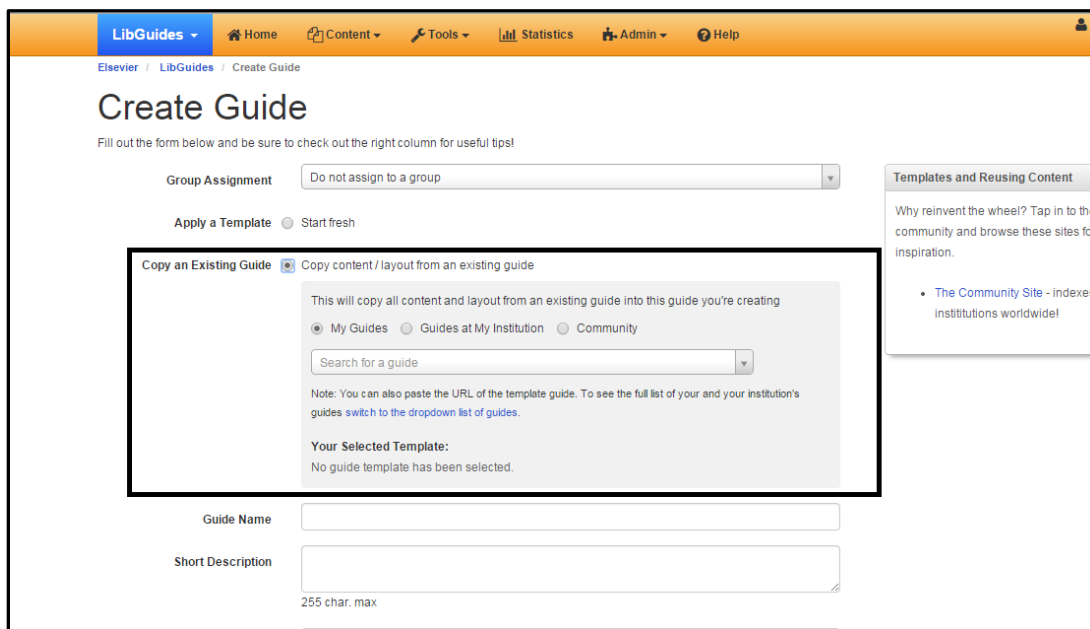 LibGuides Home Content Tools Statistics Admin Help
Elsevier / LibGuides / Create Guide
Create Guide
Fill out the form below and be sure to check out the right column for useful tips!
Group Assignment Do not assign to a group
Apply a Template Start fresh
Copy an Existing Guide Copy content / layout from an existing guide
This will copy all content and layout from an existing guide into this guide you're creating
My Guides Guides at My Institution Community
Search for a guide
Note: You can also paste the URL of the template guide. To see the full list of your and your institution's
guides switch to the dropdown list of guides.
Your Selected Template:
No guide template has been selected.
Guide Name
Short Description
255 char. max
Templates and Reusing Content
Why reinvent the wheel? Tap in to the
community and browse these sites fo
inspiration.
The Community Site - indexes
instititutions worldwide!